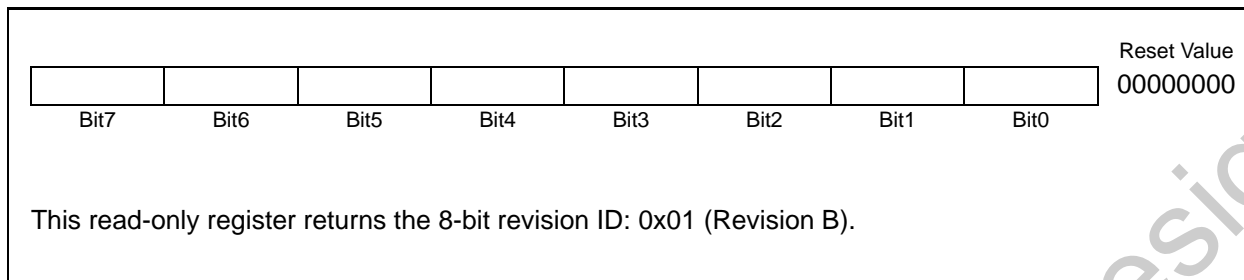 Reset Value
00000000
Bit7 Bit6 Bit5 Bit4 Bit3 Bit2 Bit1 Bit0
This read-only register returns the 8-bit revision ID: 0x01 (Revision B).